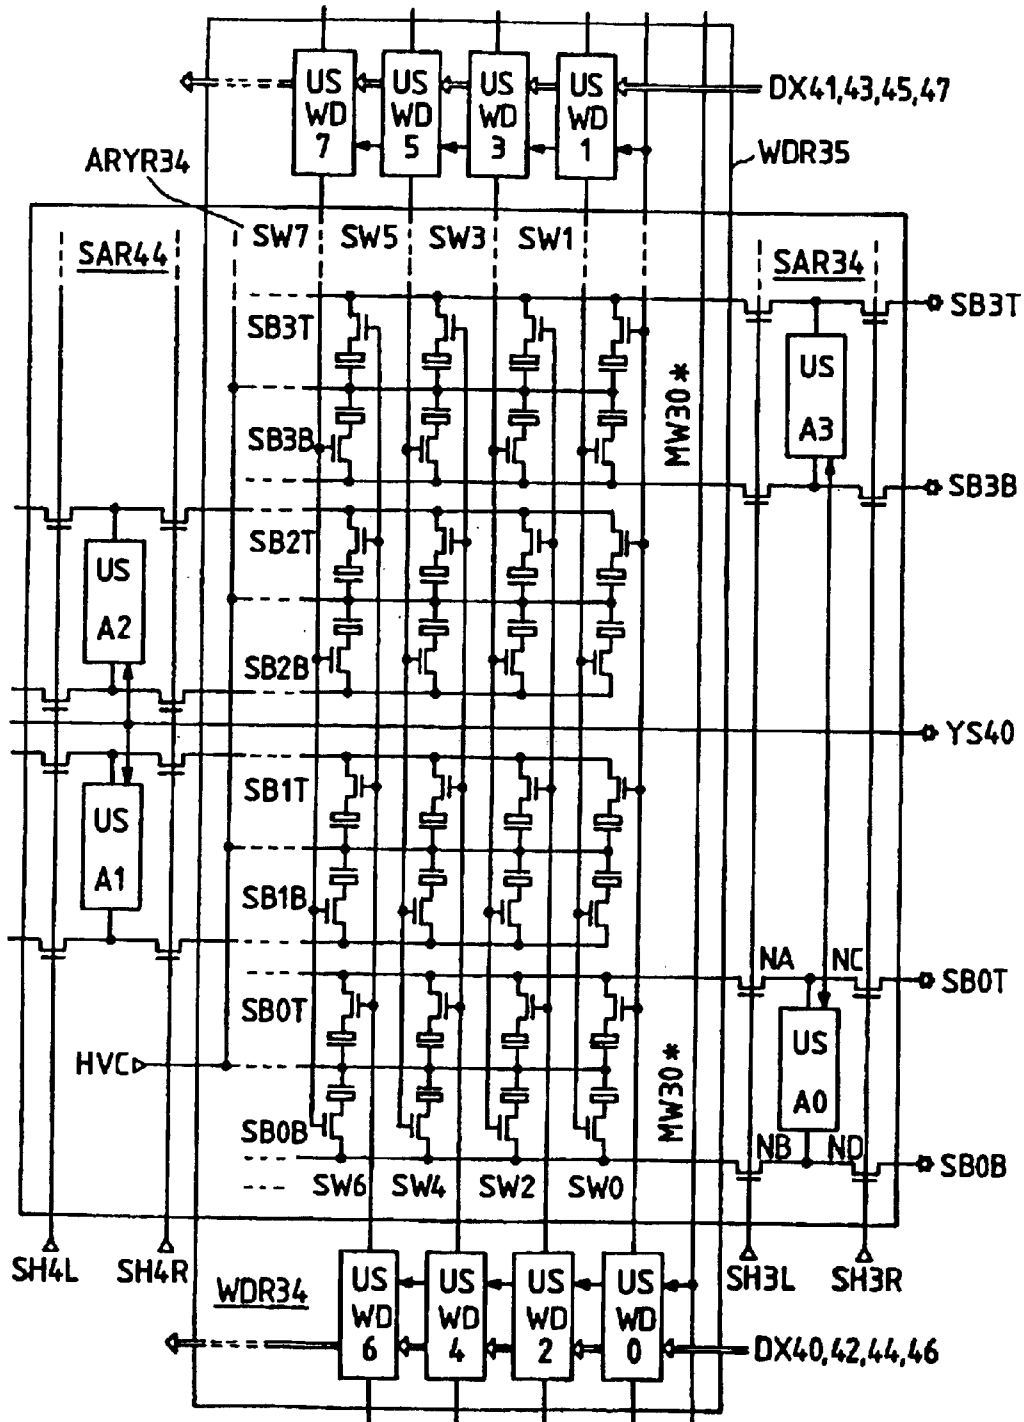 US WD 7
US WD 5
US WD 3
US WD 1
DX41,43,45,47
ARYR34
WDR35
SW7
SW5
SW3
SW1
SAR44
SAR34
SB3T
SB3T
US A3
MW30*
SB3B
SB3B
SB2T
US A2
SB2B
YS40
SB1T
US A1
SB1B
NA
NC
SB0T
SB0T
US A0
HVC
MW30*
SB0B
NB
ND
SB0B
SW6
SW4
SW2
SW0
SH4L
SH4R
SH3L
SH3R
WDR34
US WD 6
US WD 4
US WD 2
US WD 0
DX40,42,44,46